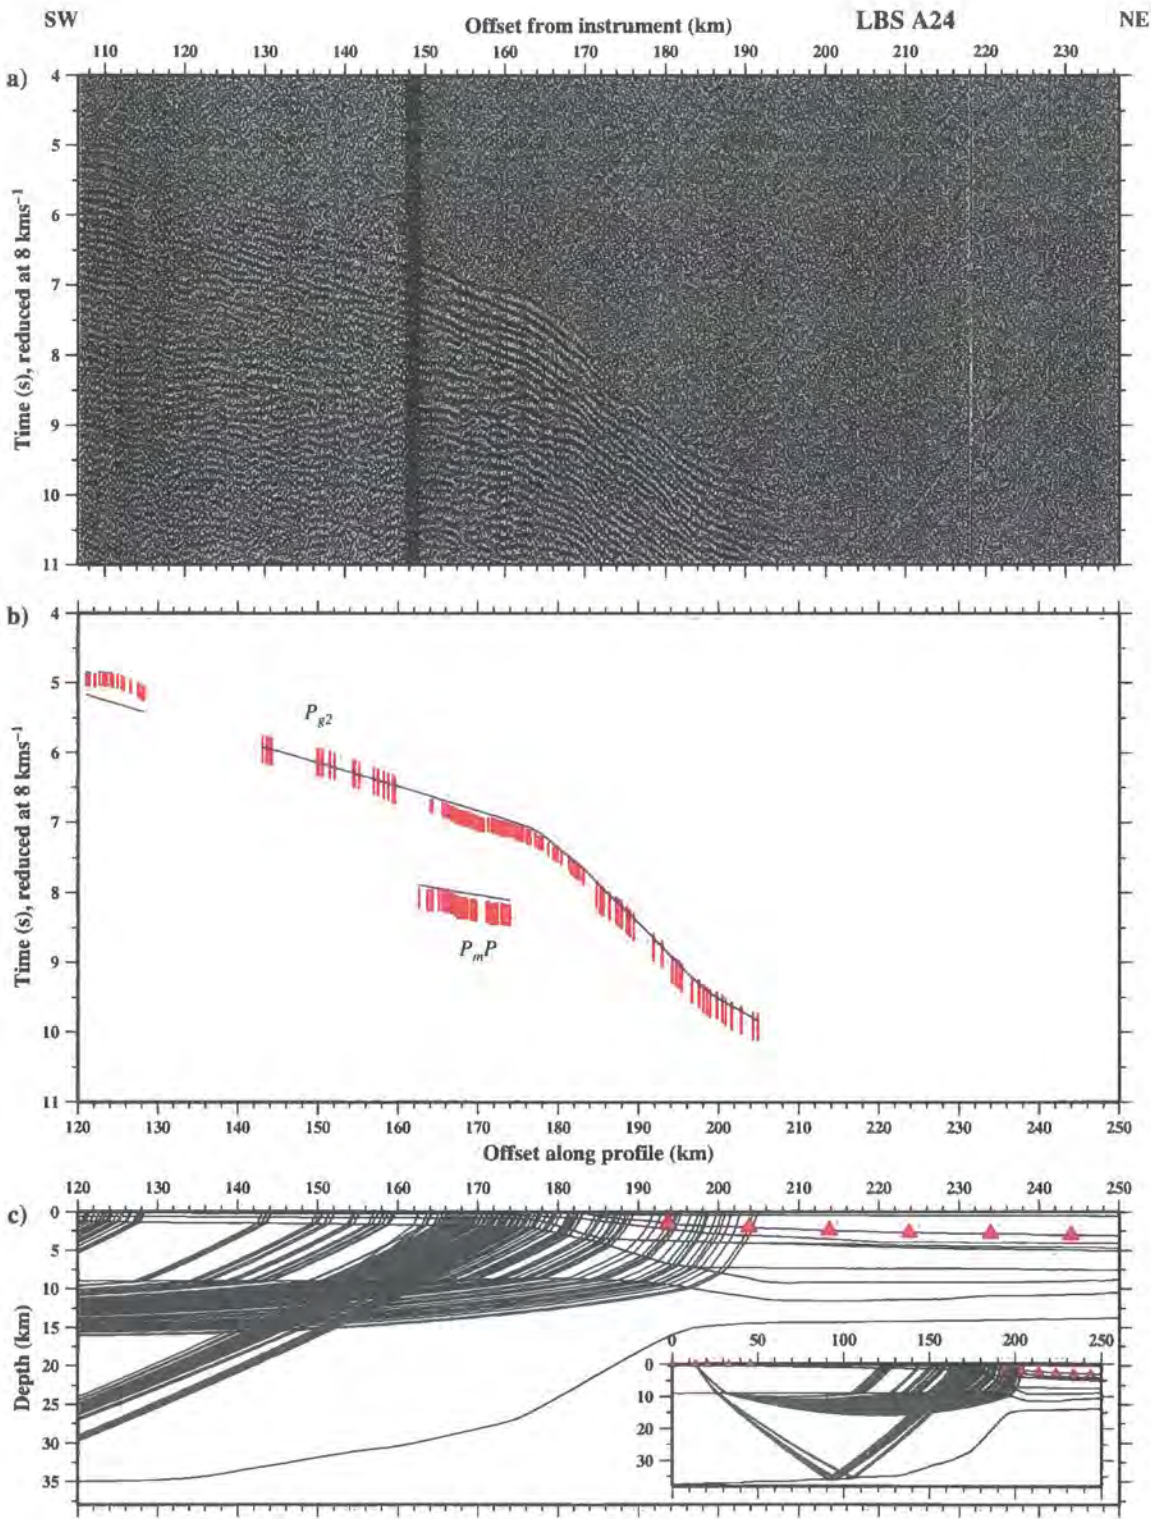 SW Offset from instrument (km) LBS A24 NE
110 120 130 140 150 160 170 180 190 200 210 220 230
a)
4
5
6
7
8
9
10
11
Time (s), reduced at 8 kms⁻¹
b)
4
5
6
7
8
9
10
11
Time (s), reduced at 8 kms⁻¹
Pg2
PmP
120 130 140 150 160 170 180 190 200 210 220 230 240 250
Offset along profile (km)
120 130 140 150 160 170 180 190 200 210 220 230 240 250
c)
0
5
10
15
20
25
30
35
Depth (km)
0 50 100 150 200 250
0
10
20
30